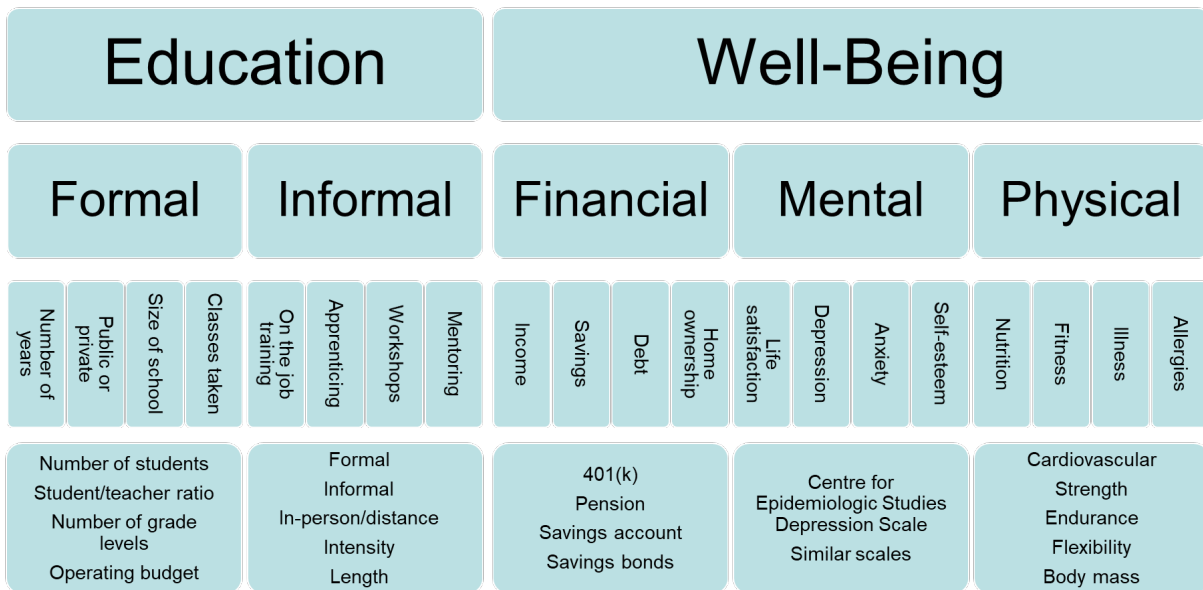 Education
Well-Being
Formal
Informal
Financial
Mental
Physical
Number of
years
Public or
private
Size of school
Classes taken
On the job
training
Apprenticing
Workshops
Mentoring
Income
Savings
Debt
Home
ownership
Life
satisfaction
Depression
Anxiety
Self-esteem
Nutrition
Fitness
Illness
Allergies
Number of students
Student/teacher ratio
Number of grade
levels
Operating budget
Formal
Informal
In-person/distance
Intensity
Length
401(k)
Pension
Savings account
Savings bonds
Centre for
Epidemiologic Studies
Depression Scale
Similar scales
Cardiovascular
Strength
Endurance
Flexibility
Body mass